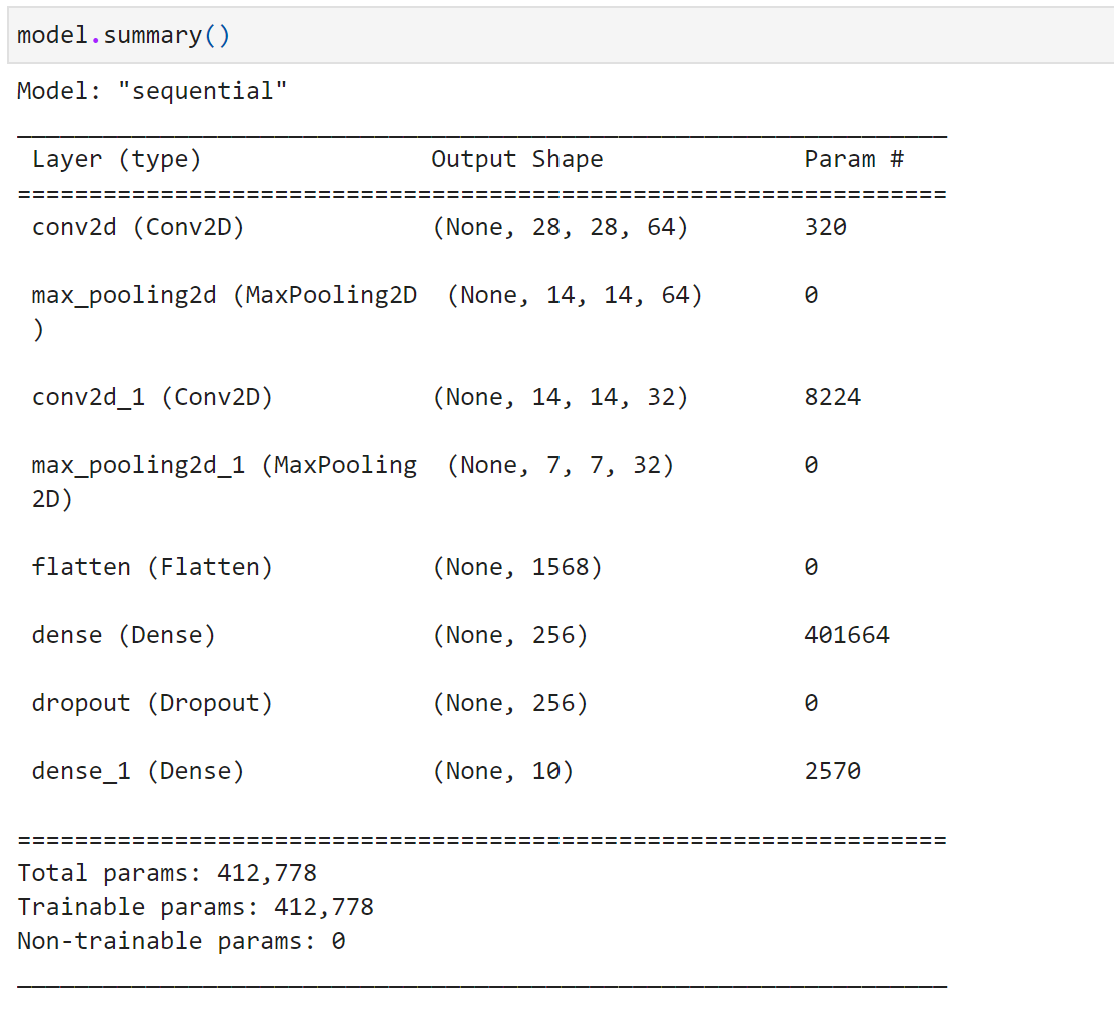 model.summary()
Model: "sequential"
_________________________________________________________________
Layer (type)                Output Shape              Param #
=================================================================
conv2d (Conv2D)             (None, 28, 28, 64)        320
max_pooling2d (MaxPooling2D  (None, 14, 14, 64)       0
)
conv2d_1 (Conv2D)           (None, 14, 14, 32)        8224
max_pooling2d_1 (MaxPooling  (None, 7, 7, 32)         0
2D)
flatten (Flatten)           (None, 1568)              0
dense (Dense)               (None, 256)               401664
dropout (Dropout)           (None, 256)               0
dense_1 (Dense)             (None, 10)                2570
=================================================================
Total params: 412,778
Trainable params: 412,778
Non-trainable params: 0
_________________________________________________________________